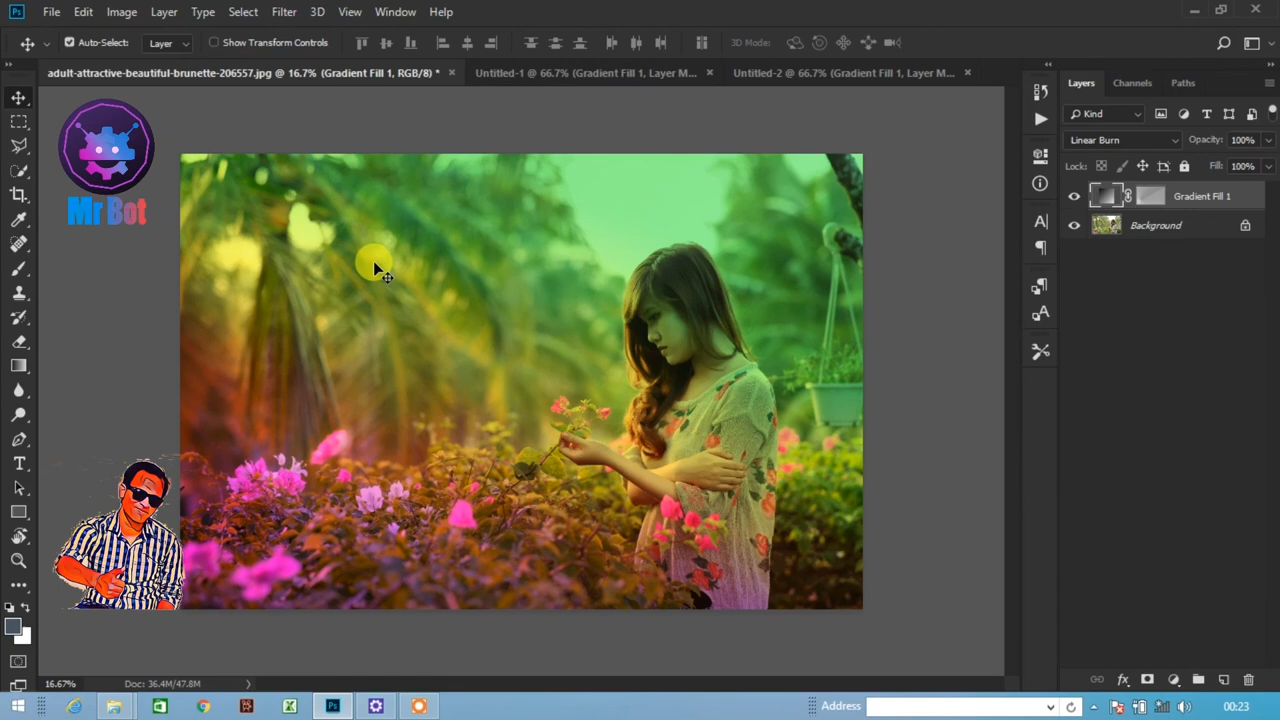 Ps File Edit Image Layer Type Select Filter 3D View Window Help
Auto-Select: Layer Show Transform Controls 3D Mode:
adult-attractive-beautiful-brunette-206557.jpg @ 16.7% (Gradient Fill 1, RGB/8) * Untitled-1 @ 66.7% (Gradient Fill 1, Layer M... Untitled-2 @ 66.7% (Gradient Fill 1, Layer M...
Layers Channels Paths
Kind
Linear Burn Opacity: 100%
Lock: Fill: 100%
Gradient Fill 1
Background
Mr Bot
16.67% Doc: 36.4M/47.8M
Address 00:23